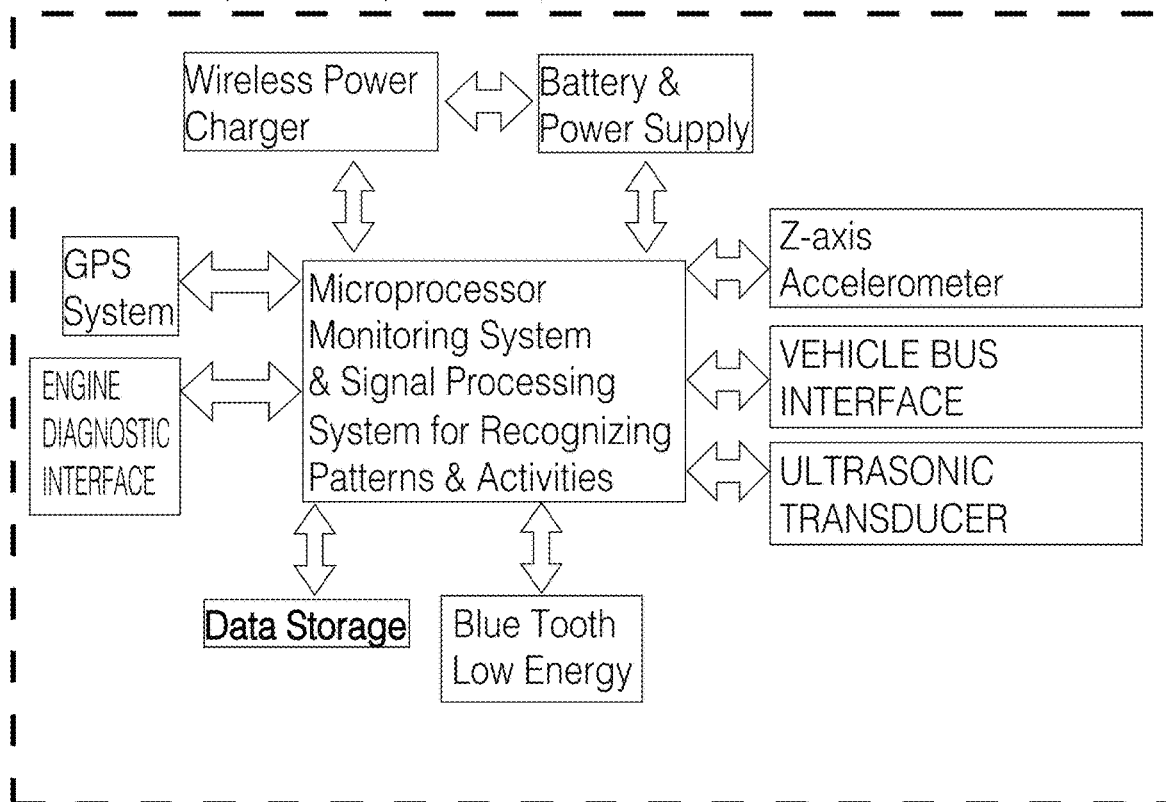 Wireless Power
Charger
Battery &
Power Supply
GPS
System
Z-axis
Accelerometer
Microprocessor
Monitoring System
& Signal Processing
System for Recognizing
Patterns & Activities
ENGINE
DIAGNOSTIC
INTERFACE
VEHICLE BUS
INTERFACE
ULTRASONIC
TRANSDUCER
Data Storage
Blue Tooth
Low Energy